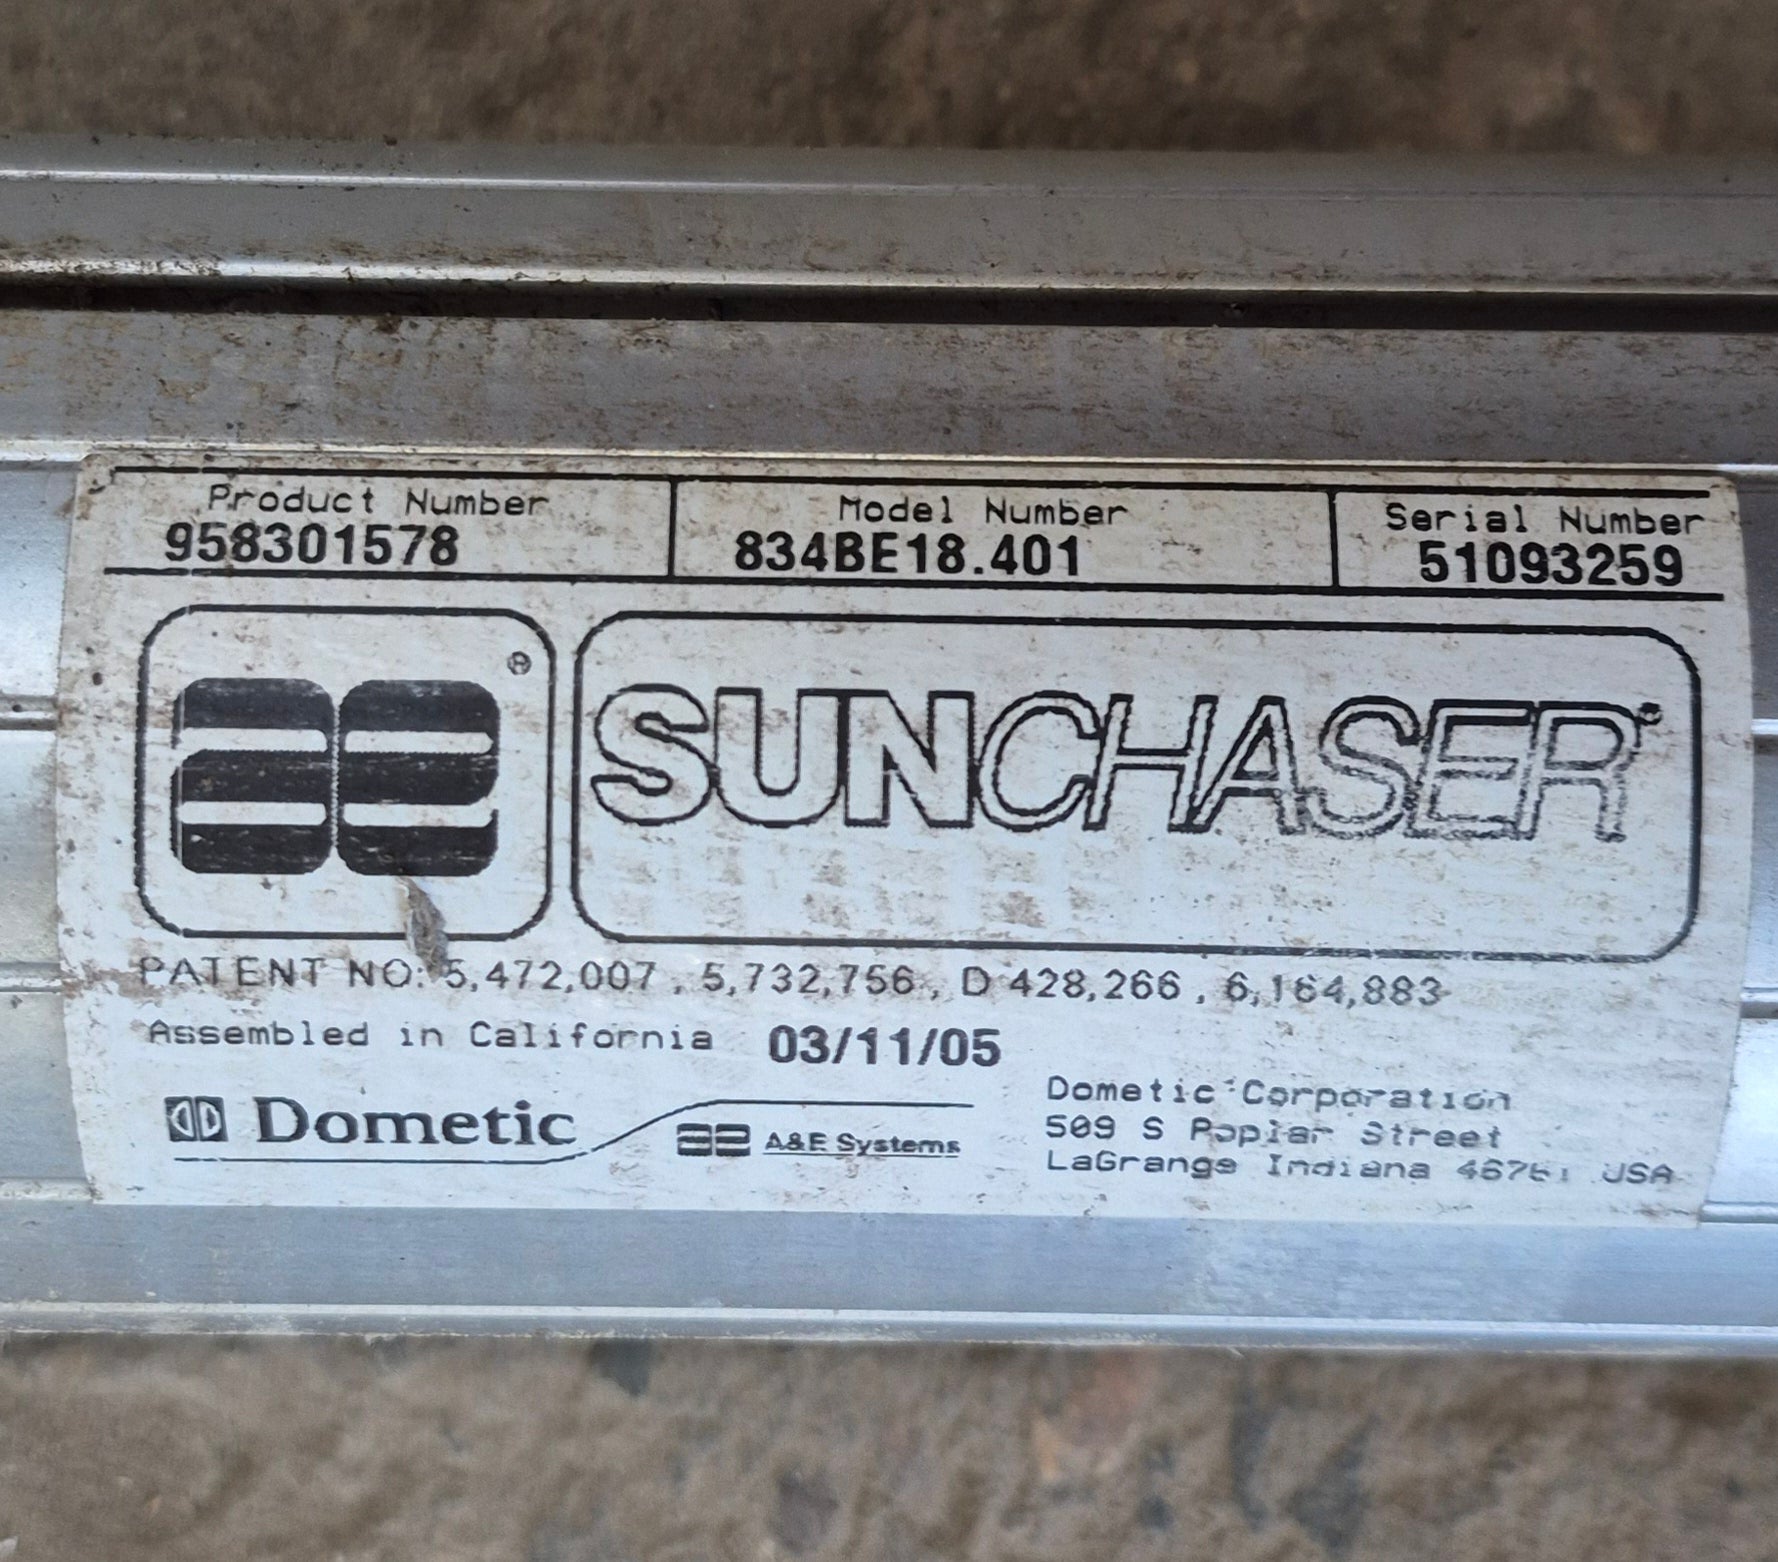 Product Number Model Number Serial Number
958301578 834BE18.401 51093259
ae ® SUNCHASER®
PATENT NO: 5,472,007 , 5,732,756 , D 428,266 , 6,164,883
Assembled in California 03/11/05
Dometic A&E Systems
Dometic Corporation
509 S Poplar Street
LaGrange Indiana 46761 USA